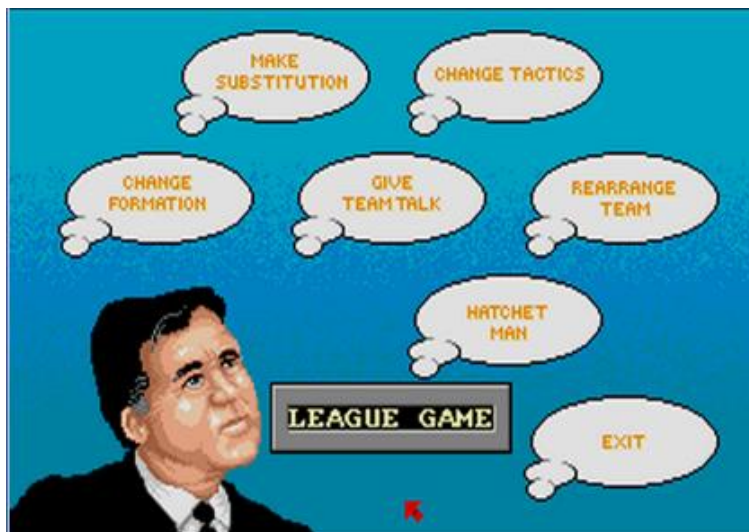 MAKE
SUBSTITUTION
CHANGE TACTICS
CHANGE
FORMATION
GIVE
TEAM TALK
REARRANGE
TEAM
HATCHET
MAN
LEAGUE GAME
EXIT